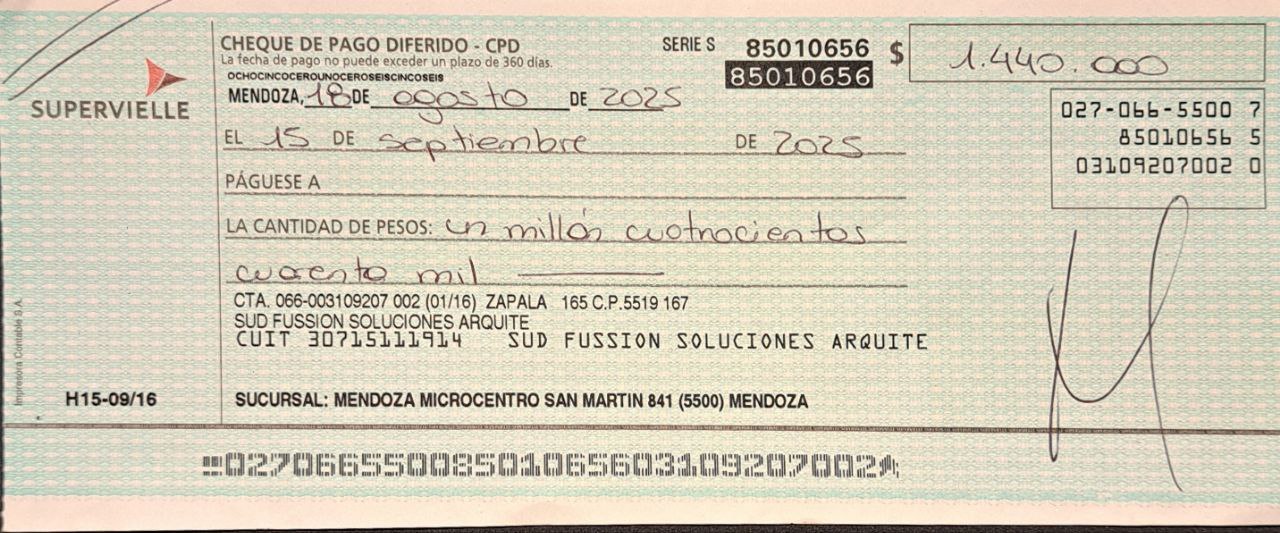 CHEQUE DE PAGO DIFERIDO - CPD
La fecha de pago no puede exceder un plazo de 360 días.
OCHOCINCOCEROUNOCEROSEISCINCOSEIS
SERIE S 85010656
85010656
$ 1.440.000
SUPERVIELLE
MENDOZA, 18 DE agosto DE 2025
EL 15 DE septiembre DE 2025
027-066-5500 7
85010656 5
03109207002 0
PÁGUESE A
LA CANTIDAD DE PESOS: un millón cuatrocientos
cuarenta mil
CTA. 066-003109207 002 (01/16) ZAPALA 165 C.P.5519 167
SUD FUSSION SOLUCIONES ARQUITE
CUIT 30715111914 SUD FUSSION SOLUCIONES ARQUITE
Impresora Contable S.A.
H15-09/16
SUCURSAL: MENDOZA MICROCENTRO SAN MARTIN 841 (5500) MENDOZA
02706655008501065603109207002